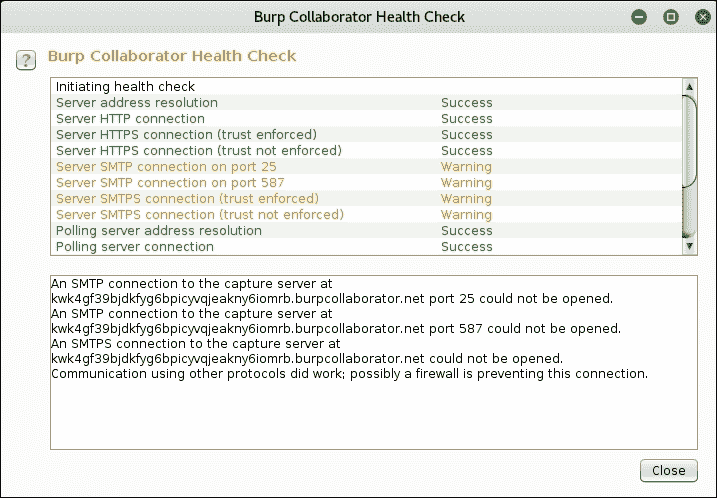 Burp Collaborator Health Check
? Burp Collaborator Health Check
Initiating health check
Server address resolution Success
Server HTTP connection Success
Server HTTPS connection (trust enforced) Success
Server HTTPS connection (trust not enforced) Success
Server SMTP connection on port 25 Warning
Server SMTP connection on port 587 Warning
Server SMTPS connection (trust enforced) Warning
Server SMTPS connection (trust not enforced) Warning
Polling server address resolution Success
Polling server connection Success
An SMTP connection to the capture server at
kwk4gf39bjdkfyg6bpicyvqjeakny6iomrb.burpcollaborator.net port 25 could not be opened.
An SMTP connection to the capture server at
kwk4gf39bjdkfyg6bpicyvqjeakny6iomrb.burpcollaborator.net port 587 could not be opened.
An SMTPS connection to the capture server at
kwk4gf39bjdkfyg6bpicyvqjeakny6iomrb.burpcollaborator.net could not be opened.
Communication using other protocols did work; possibly a firewall is preventing this connection.
Close